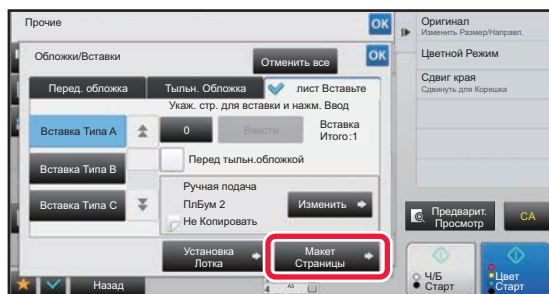 Прочие
OK
Обложки/Вставки
Отменить все
OK
Перед. обложка
Тыльн. Обложка
лист Вставьте
Укаж. стр. для вставки и нажм. Ввод
Вставка Типа A
0
Ввести
Вставка
Итого:1
Вставка Типа B
Перед тыльн.обложкой
Вставка Типа C
Ручная подача
ПлБум 2
Не Копировать
Изменить
Установка
Лотка
Макет
Страницы
Назад
A3
Оригинал
Изменить Размер/Направл.
Цветной Режим
Сдвиг края
Сдвинуть для Корешка
Предварит.
Просмотр
CA
Ч/Б
Старт
Цвет
Старт